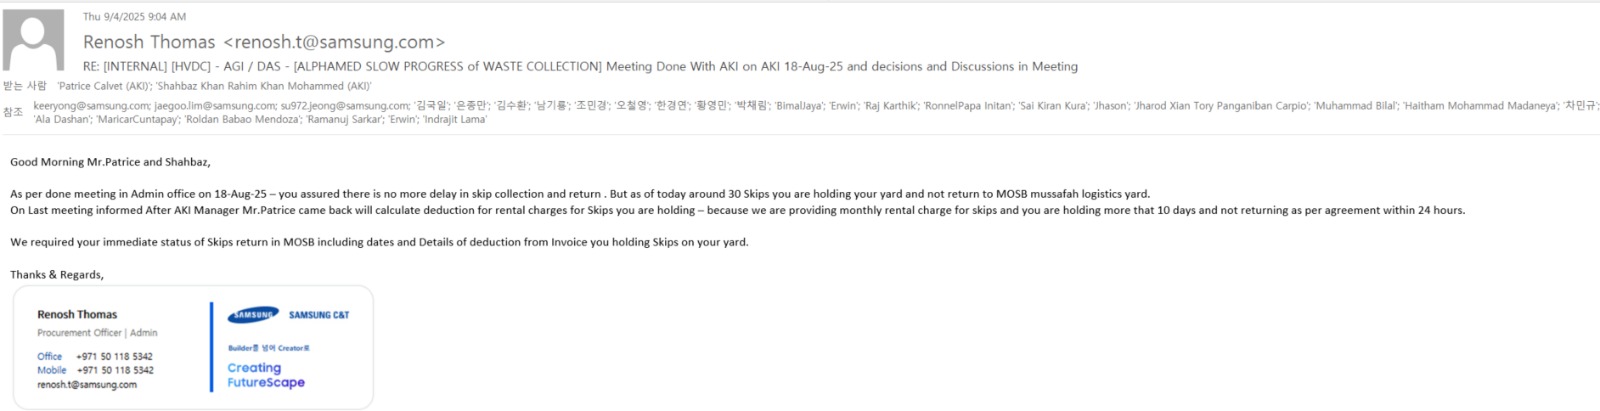 Thu 9/4/2025 9:04 AM
Renosh Thomas <renosh.t@samsung.com>
RE: [INTERNAL] [HVDC] - AGI / DAS - [ALPHAMED SLOW PROGRESS of WASTE COLLECTION] Meeting Done With AKI on AKI 18-Aug-25 and decisions and Discussions in Meeting
받는 사람 'Patrice Calvet (AKI)'; 'Shahbaz Khan Rahim Khan Mohammed (AKI)'
참조 keeryong@samsung.com; jaegoo.lim@samsung.com; su972.jeong@samsung.com; '김국일'; '은종만'; '김수환'; '남기룡'; '조민경'; '오철영'; '한경연'; '황영민'; '박채림'; 'BimalJaya'; 'Erwin'; 'Raj Karthik'; 'RonnelPapa Initan'; 'Sai Kiran Kura'; 'Jhason'; 'Jharod Xian Tory Panganiban Carpio'; 'Muhammad Bilal'; 'Haitham Mohammad Madaneya'; '차민규';
'Ala Dashan'; 'MaricarCuntapay'; 'Roldan Babao Mendoza'; 'Ramanuj Sarkar'; 'Erwin'; 'Indrajit Lama'
Good Morning Mr.Patrice and Shahbaz,
As per done meeting in Admin office on 18-Aug-25 – you assured there is no more delay in skip collection and return . But as of today around 30 Skips you are holding your yard and not return to MOSB mussafah logistics yard.
On Last meeting informed After AKI Manager Mr.Patrice came back will calculate deduction for rental charges for Skips you are holding – because we are providing monthly rental charge for skips and you are holding more that 10 days and not returning as per agreement within 24 hours.
We required your immediate status of Skips return in MOSB including dates and Details of deduction from Invoice you holding Skips on your yard.
Thanks & Regards,
Renosh Thomas
Procurement Officer | Admin
Office +971 50 118 5342
Mobile +971 50 118 5342
renosh.t@samsung.com
SAMSUNG SAMSUNG C&T
Builder를 넘어 Creator로
Creating
FutureScape